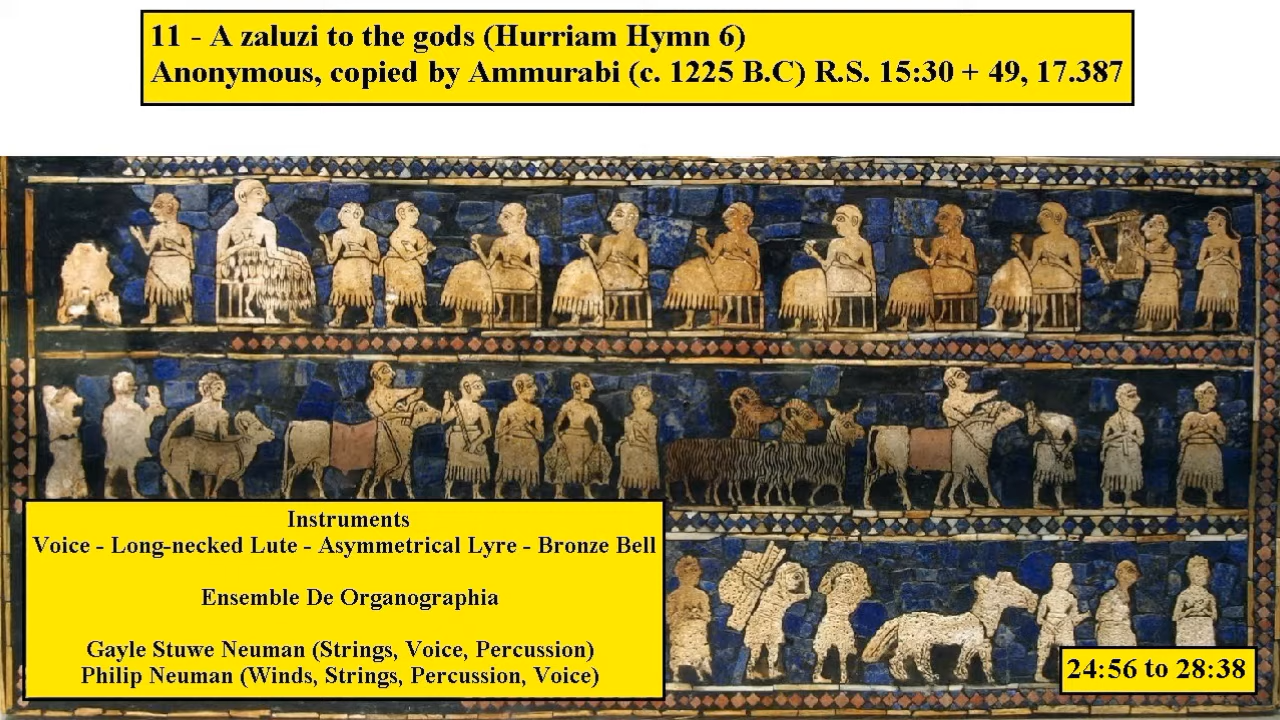 11 - A zaluzi to the gods (Hurriam Hymn 6)
Anonymous, copied by Ammurabi (c. 1225 B.C) R.S. 15:30 + 49, 17.387
Instruments
Voice - Long-necked Lute - Asymmetrical Lyre - Bronze Bell
Ensemble De Organographia
Gayle Stuwe Neuman (Strings, Voice, Percussion)
Philip Neuman (Winds, Strings, Percussion, Voice)
24:56 to 28:38